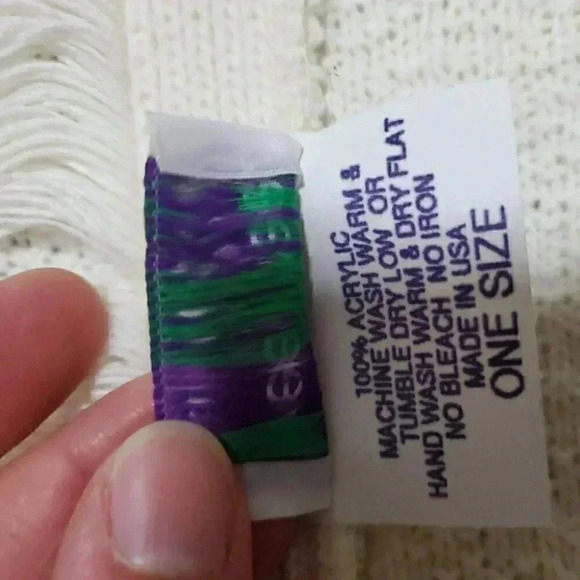 100% ACRYLIC
MACHINE WASH WARM &
TUMBLE DRY LOW OR
HAND WASH WARM & DRY FLAT
NO BLEACH NO IRON
MADE IN USA
ONE SIZE